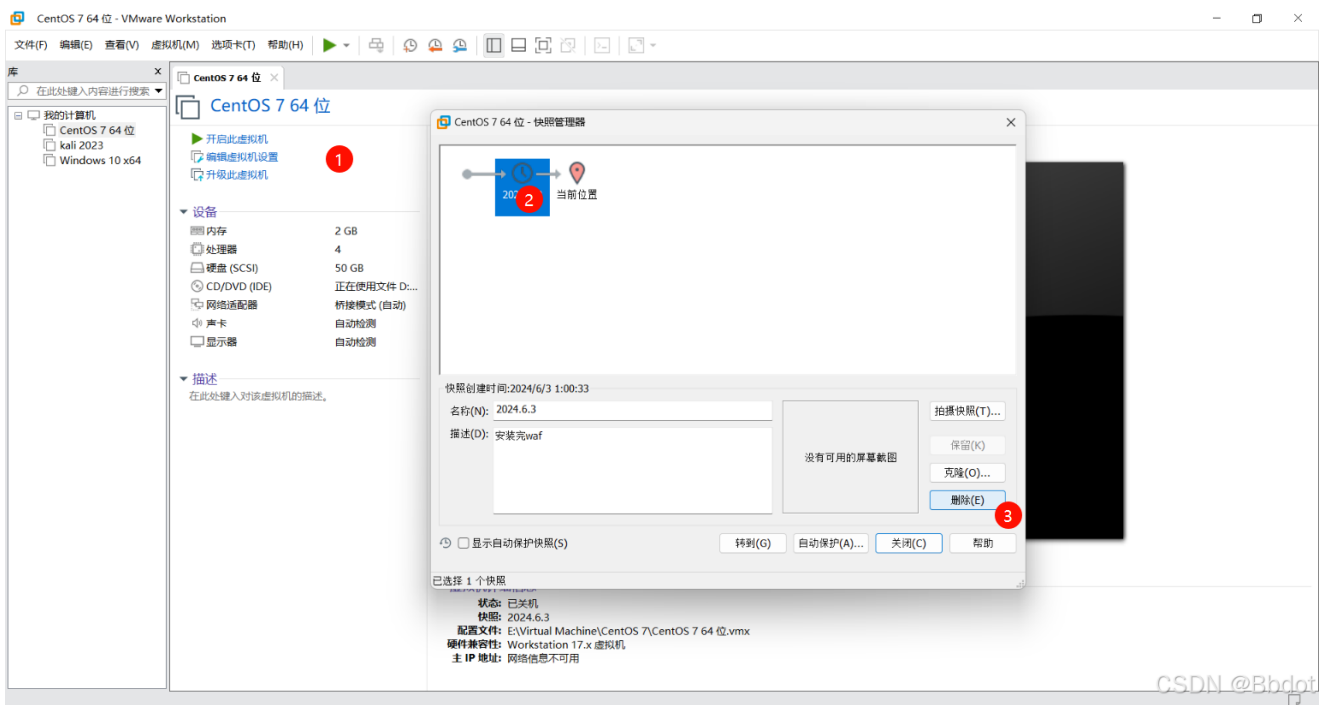 CentOS 7 64 位 - VMware Workstation
文件(F) 编辑(E) 查看(V) 虚拟机(M) 选项卡(T) 帮助(H)
库
在此处键入内容进行搜索
我的计算机
CentOS 7 64 位
kali 2023
Windows 10 x64
CentOS 7 64 位
CentOS 7 64 位
开启此虚拟机
编辑虚拟机设置
升级此虚拟机
1
设备
内存 2 GB
处理器 4
硬盘 (SCSI) 50 GB
CD/DVD (IDE) 正在使用文件 D:...
网络适配器 桥接模式 (自动)
声卡 自动检测
显示器 自动检测
描述
在此处键入对该虚拟机的描述。
CentOS 7 64 位 - 快照管理器
2
当前位置
快照创建时间:2024/6/3 1:00:33
名称(N): 2024.6.3
描述(D): 安装完waf
没有可用的屏幕截图
拍摄快照(T)...
保留(K)
克隆(O)...
删除(E)
3
显示自动保护快照(S)
转到(G) 自动保护(A)... 关闭(C) 帮助
已选择 1 个快照
状态: 已关机
快照: 2024.6.3
配置文件: E:\Virtual Machine\CentOS 7\CentOS 7 64 位.vmx
硬件兼容性: Workstation 17.x 虚拟机
主 IP 地址: 网络信息不可用
CSDN @Bbdot